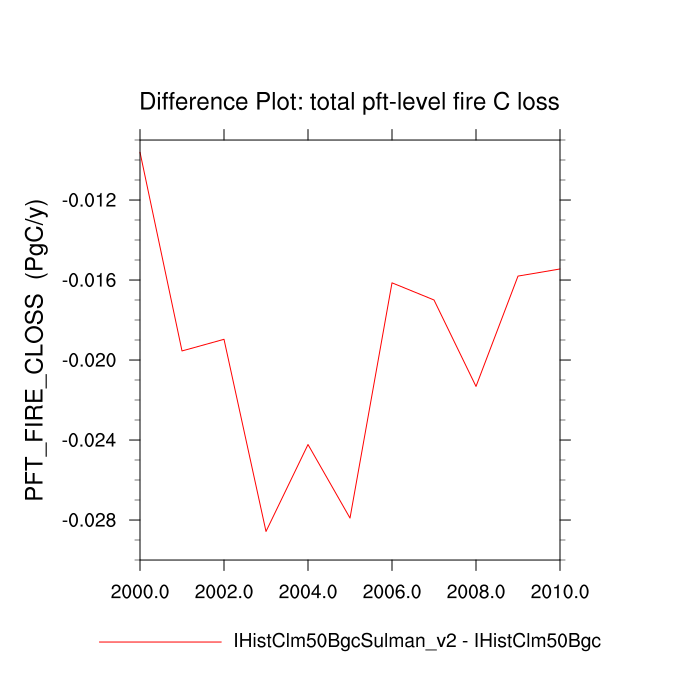 Difference Plot: total pft-level fire C loss
PFT_FIRE_CLOSS (PgC/y)
-0.012
-0.016
-0.020
-0.024
-0.028
2000.0 2002.0 2004.0 2006.0 2008.0 2010.0
IHistClm50BgcSulman_v2 - IHistClm50Bgc